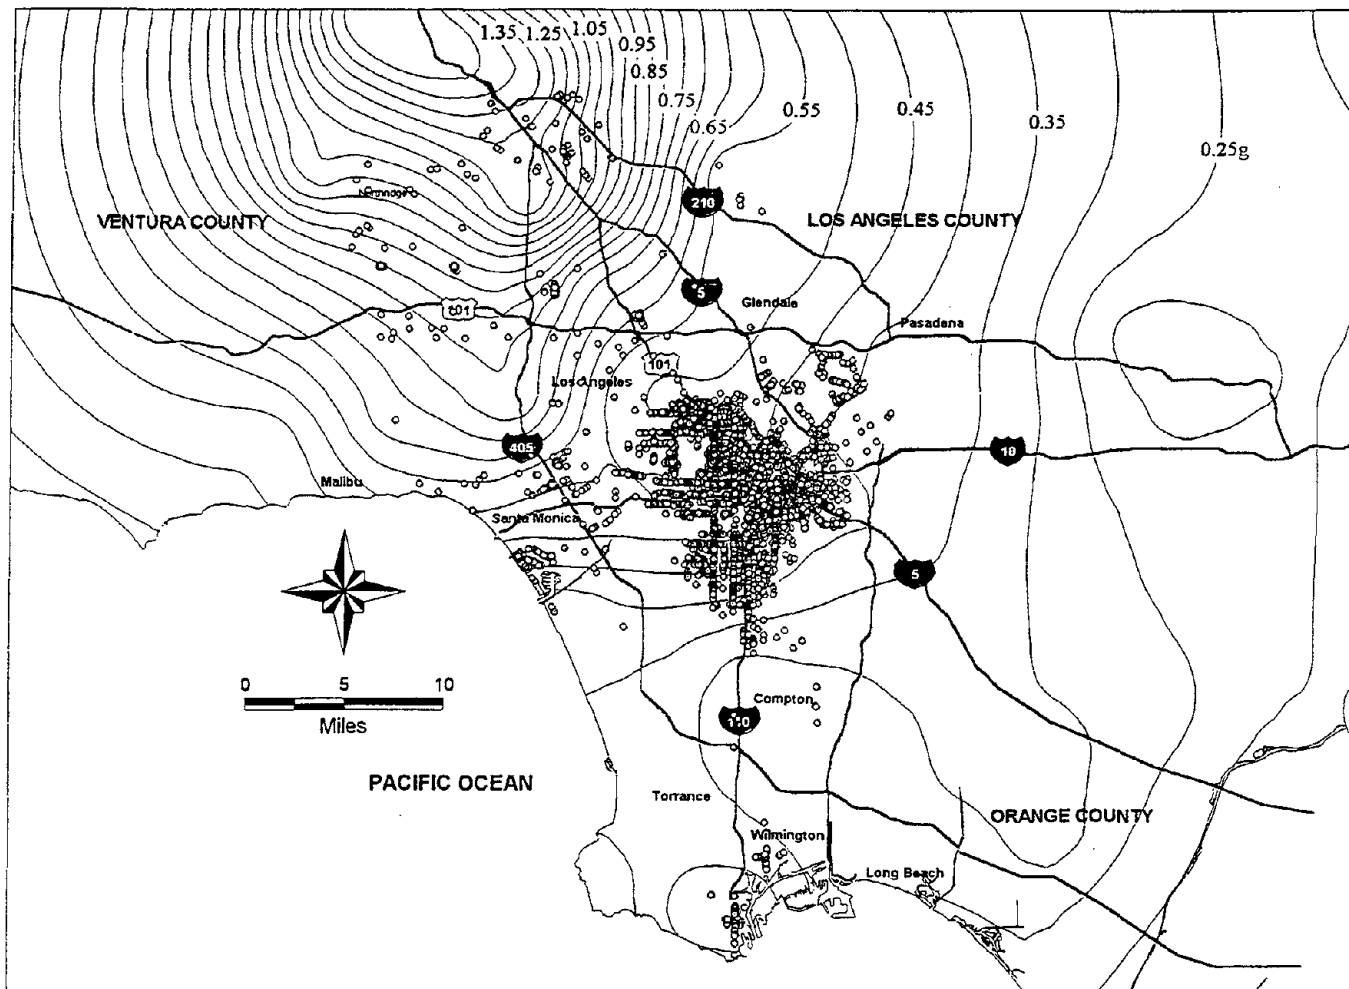 1.35 1.25 1.05
0.95
0.85
0.75
0.65
0.55
0.45
0.35
0.25g
Northridge
VENTURA COUNTY
210
LOS ANGELES COUNTY
5
101
Glendale
Pasadena
101
Los Angeles
405
10
Malibu
Santa Monica
5
0 5 10
Miles
Compton
110
PACIFIC OCEAN
Torrance
ORANGE COUNTY
Wilmington
Long Beach